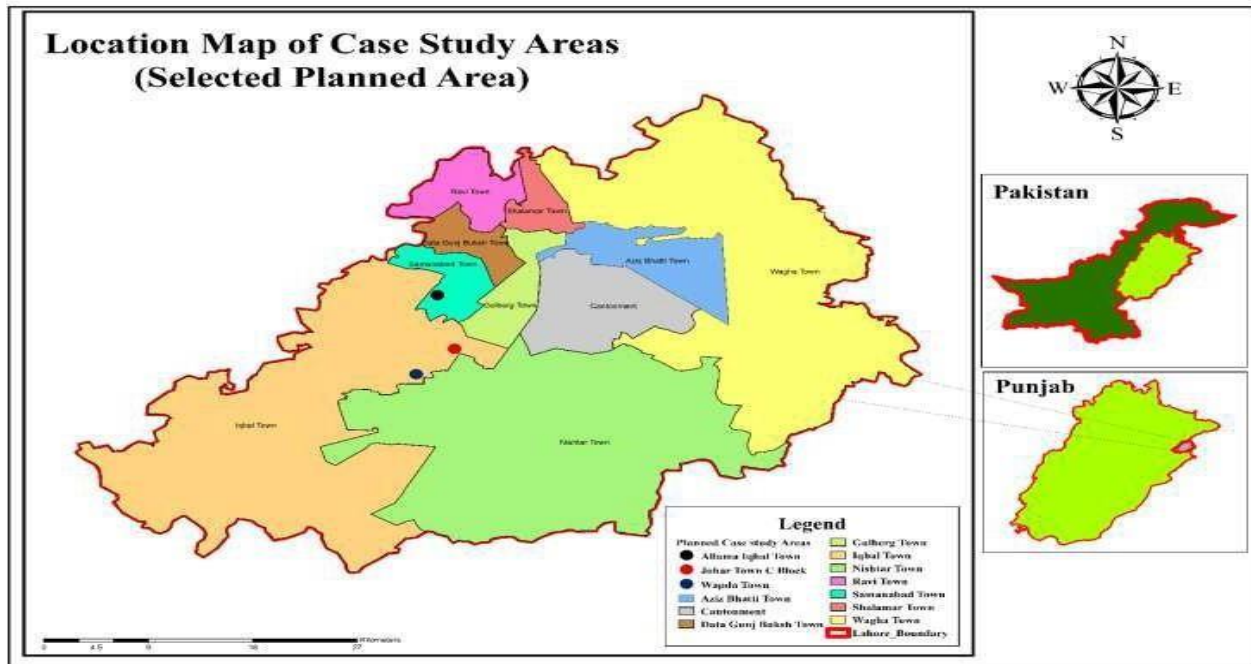 Location Map of Case Study Areas
(Selected Planned Area)
N
W E
S
Ravi Town
Shalamar Town
Data Gunj Buksh Town
Samanabad Town
Aziz Bhatti Town
Wagha Town
Gulberg Town
Cantonment
Iqbal Town
Nishtar Town
Pakistan
Punjab
Legend
Planned Case study Areas
Allama Iqbal Town
Johar Town C Block
Wapda Town
Aziz Bhatti Town
Cantonment
Data Gunj Buksh Town
Gulberg Town
Iqbal Town
Nishtar Town
Ravi Town
Samanabad Town
Shalamar Town
Wagha Town
Lahore_Boundary
Kilometers
0 4.5 9 18 27